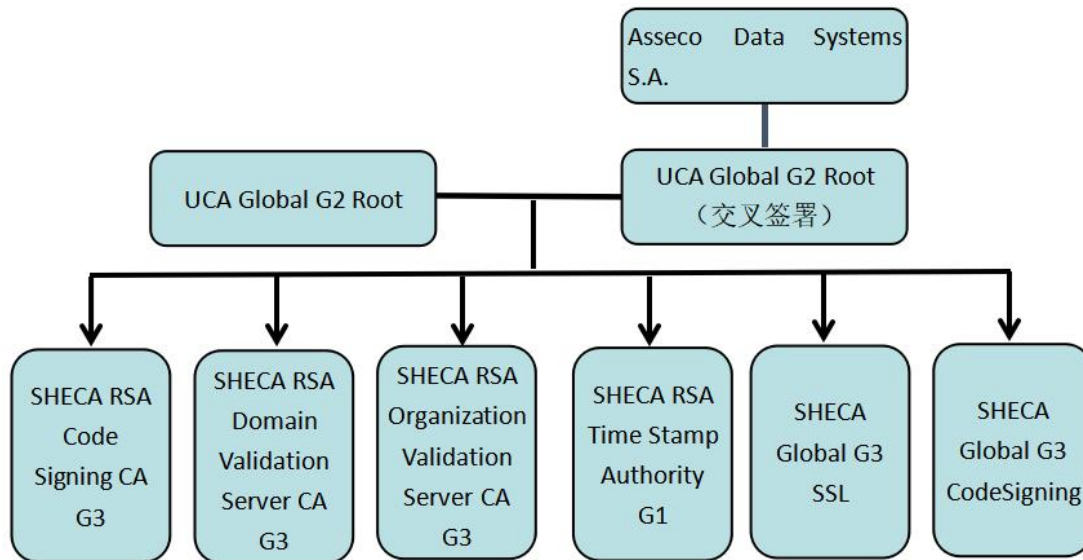 Asseco Data Systems
S.A.
UCA Global G2 Root
UCA Global G2 Root
（交叉签署）
SHECA RSA
Code
Signing CA
G3
SHECA RSA
Domain
Validation
Server CA
G3
SHECA RSA
Organization
Validation
Server CA
G3
SHECA RSA
Time Stamp
Authority
G1
SHECA
Global G3
SSL
SHECA
Global G3
CodeSigning